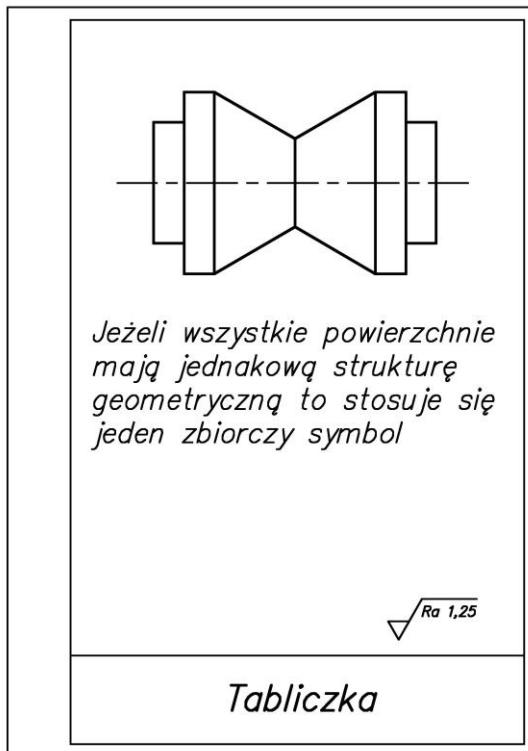 Jeżeli wszystkie powierzchnie
mają jednakową strukturę
geometryczną to stosuje się
jeden zbiorczy symbol
Ra 1,25
Tabliczka